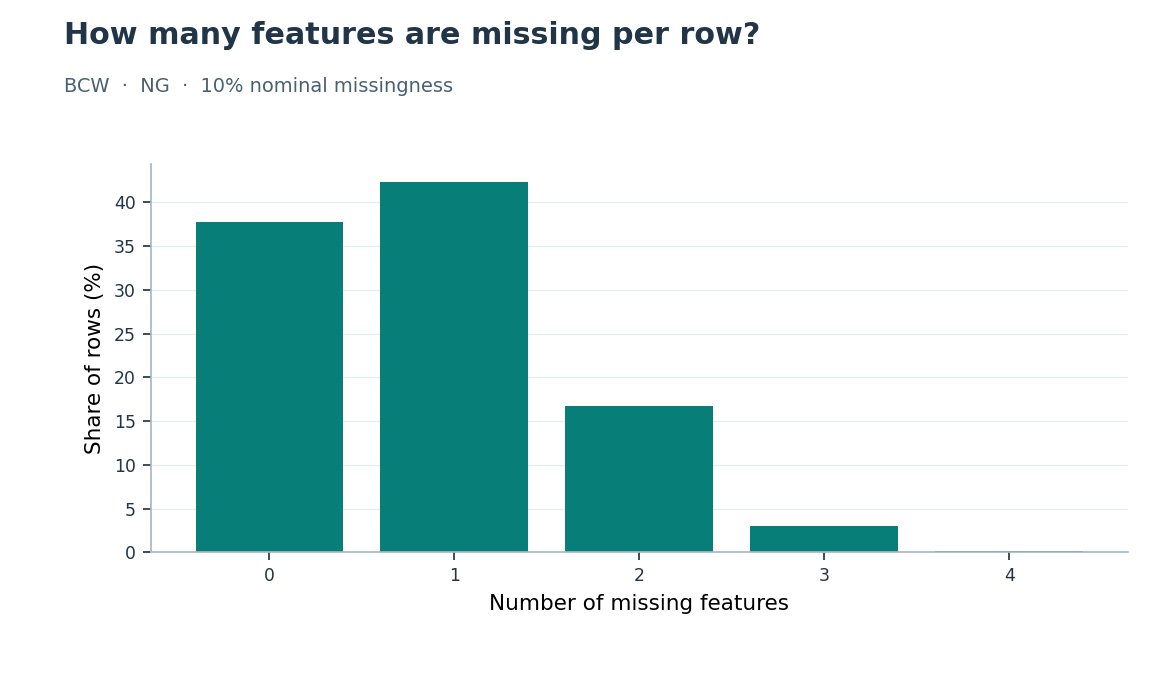 How many features are missing per row?
BCW · NG · 10% nominal missingness
40
35
30
25
20
15
10
5
0
Share of rows (%)
0 1 2 3 4
Number of missing features